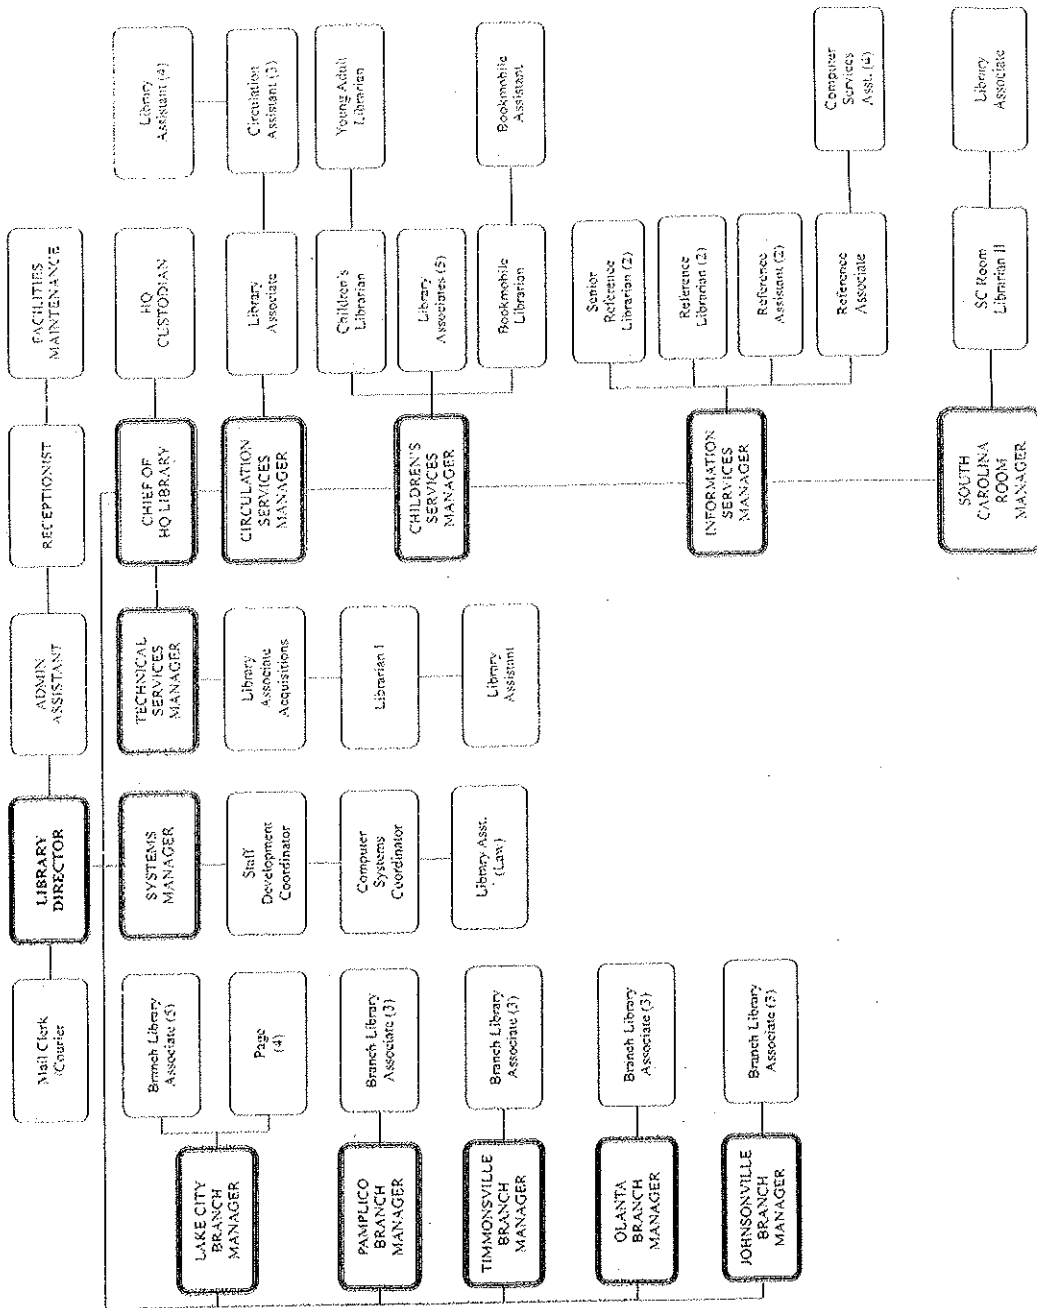 Mail Clerk
/Courier
LIBRARY
DIRECTOR
ADMIN
ASSISTANT
RECEPTIONIST
FACILITIES
MAINTENANCE
LAKE CITY
BRANCH
MANAGER
Branch Library
Associate (5)
Page
(4)
PAMPLICO
BRANCH
MANAGER
Branch Library
Associate (3)
TIMMONSVILLE
BRANCH
MANAGER
Branch Library
Associate (3)
OLANTA
BRANCH
MANAGER
Branch Library
Associate (3)
JOHNSONVILLE
BRANCH
MANAGER
Branch Library
Associate (3)
SYSTEMS
MANAGER
Staff
Development
Coordinator
Computer
Systems
Coordinator
Library Asst.
(Law)
TECHNICAL
SERVICES
MANAGER
Library
Associate
Acquisitions
Librarian I
Library
Assistant
CHIEF OF
HQ LIBRARY
HQ
CUSTODIAN
Library
Assistant (4)
CIRCULATION
SERVICES
MANAGER
Library
Associate
Circulation
Assistant (3)
CHILDREN'S
SERVICES
MANAGER
Children's
Librarian
Young Adult
Librarian
Library
Associates (5)
Bookmobile
Librarian
Bookmobile
Assistant
INFORMATION
SERVICES
MANAGER
Senior
Reference
Librarian (2)
Reference
Librarian (2)
Reference
Assistant (2)
Reference
Associate
Computer
Services
Asst. (4)
SOUTH
CAROLINA
ROOM
MANAGER
SC Room
Librarian II
Library
Associate